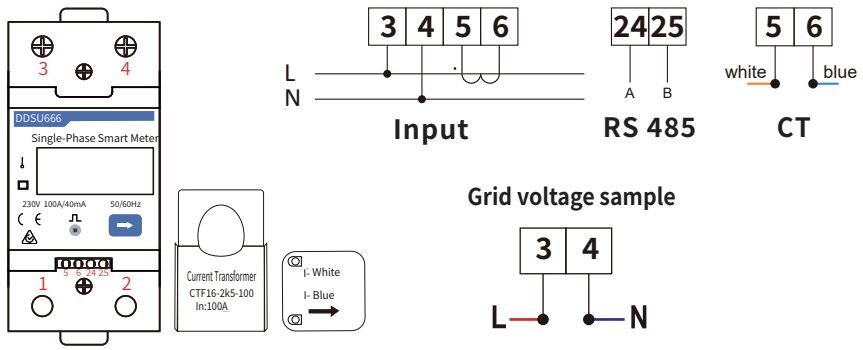 3 4
DDSU666
Single-Phase Smart Meter
230V 100A/40mA 50/60Hz
CE
5 6 24 25
1 2
Current Transformer
CTF16-2k5-100
In:100A
I- White
I- Blue
3 4 5 6
L
N
Input
24 25
A B
RS 485
5 6
white blue
CT
Grid voltage sample
3 4
L N